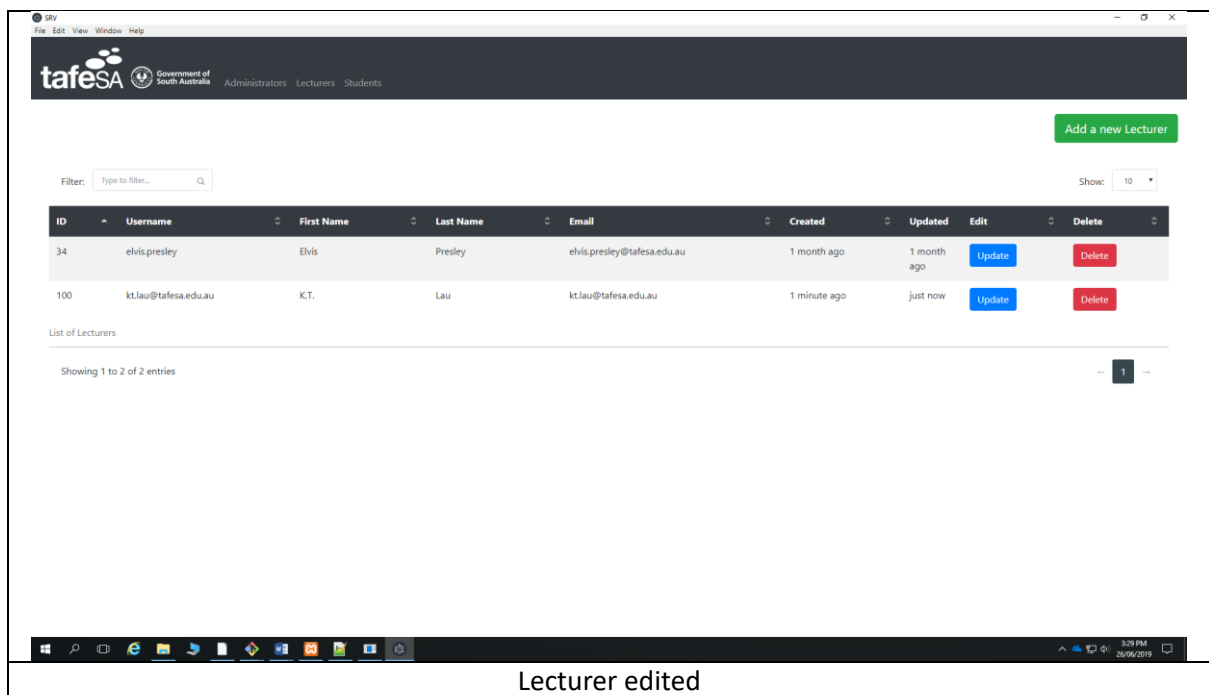 SRV
File Edit View Window Help
tafeSA Government of South Australia Administrators Lecturers Students
Add a new Lecturer
Filter: Type to filter... Show: 10
ID Username First Name Last Name Email Created Updated Edit Delete
34 elvis.presley Elvis Presley elvis.presley@tafesa.edu.au 1 month ago 1 month ago Update Delete
100 kt.lau@tafesa.edu.au K.T. Lau kt.lau@tafesa.edu.au 1 minute ago just now Update Delete
List of Lecturers
Showing 1 to 2 of 2 entries 1
3:29 PM
26/06/2019
Lecturer edited